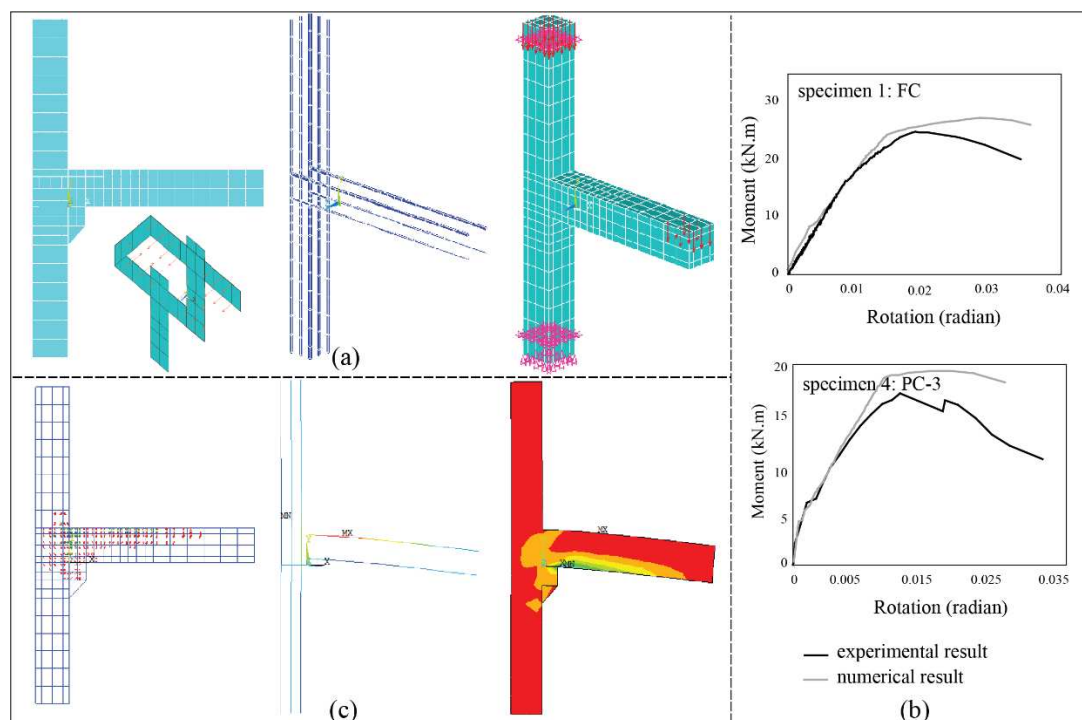 (a)
specimen 1: FC
Moment (kN.m)
30
20
10
0
0 0.01 0.02 0.03 0.04
Rotation (radian)
specimen 4: PC-3
Moment (kN.m)
20
15
10
5
0
0 0.005 0.015 0.025 0.035
Rotation (radian)
experimental result
numerical result
(b)
MN
MX
X
MX
(c)